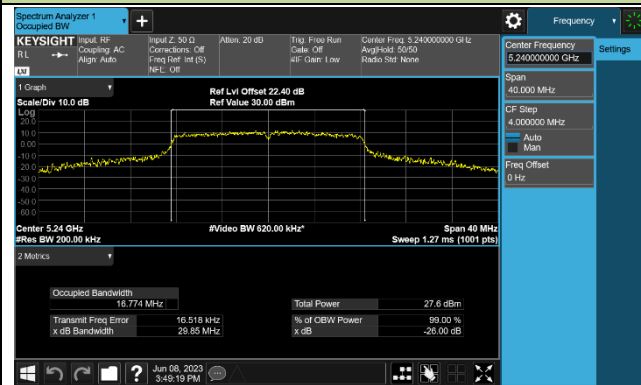 Spectrum Analyzer 1
Occupied BW
Frequency
KEYSIGHT
RL
LXI
Input: RF
Coupling: AC
Align: Auto
Input Z: 50 Ω
Corrections: Off
Freq Ref: Int (S)
NFE: Off
Atten: 20 dB
Trig: Free Run
Gate: Off
#IF Gain: Low
Center Freq: 5.240000000 GHz
Avg|Hold: 50/50
Radio Std: None
Center Frequency
5.240000000 GHz
Settings
Span
40.000 MHz
CF Step
4.000000 MHz
Auto
Man
Freq Offset
0 Hz
1 Graph
Scale/Div 10.0 dB
Ref Lvl Offset 22.40 dB
Ref Value 30.00 dBm
Log
20.0
10.0
0.00
-10.0
-20.0
-30.0
-40.0
-50.0
-60.0
Center 5.24 GHz
#Res BW 200.00 kHz
#Video BW 620.00 kHz*
Span 40 MHz
Sweep 1.27 ms (1001 pts)
2 Metrics
Occupied Bandwidth
16.774 MHz
Total Power 27.6 dBm
Transmit Freq Error 16.518 kHz
% of OBW Power 99.00 %
x dB Bandwidth 29.85 MHz
x dB -26.00 dB
Jun 08, 2023
3:49:19 PM